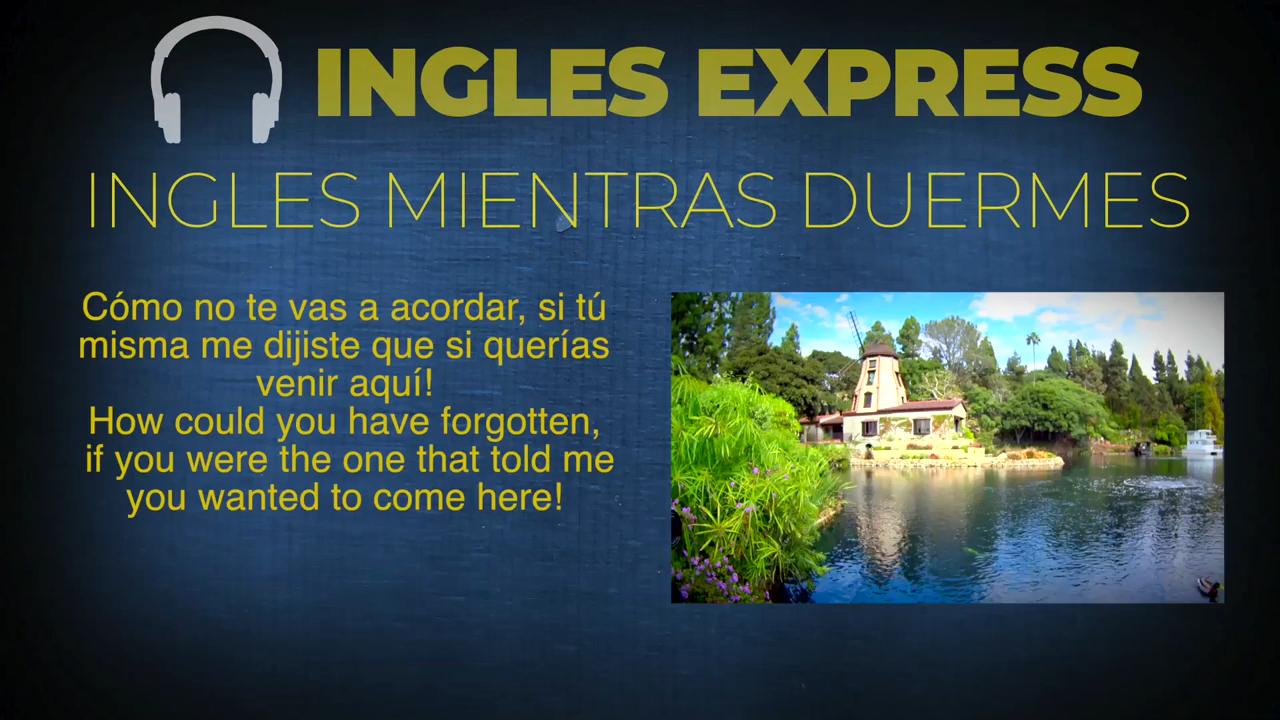 INGLES EXPRESS
INGLES MIENTRAS DUERMES
Cómo no te vas a acordar, si tú
misma me dijiste que si querías
venir aquí!
How could you have forgotten,
if you were the one that told me
you wanted to come here!